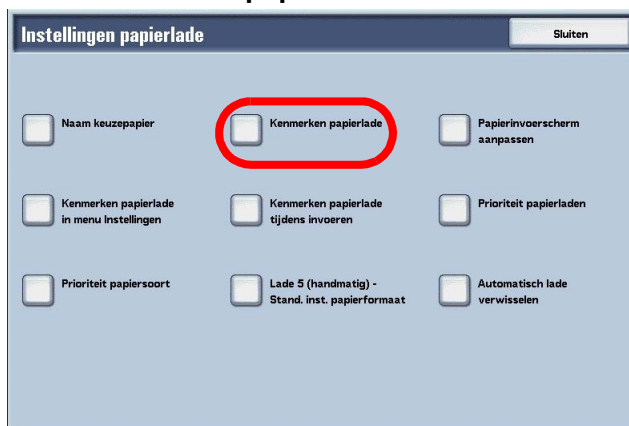 Instellingen papierlade
Sluiten
Naam keuzepapier
Kenmerken papierlade
Papierinvoerscherm
aanpassen
Kenmerken papierlade
in menu Instellingen
Kenmerken papierlade
tijdens invoeren
Prioriteit papierladen
Prioriteit papiersoort
Lade 5 (handmatig) -
Stand. inst. papierformaat
Automatisch lade
verwisselen